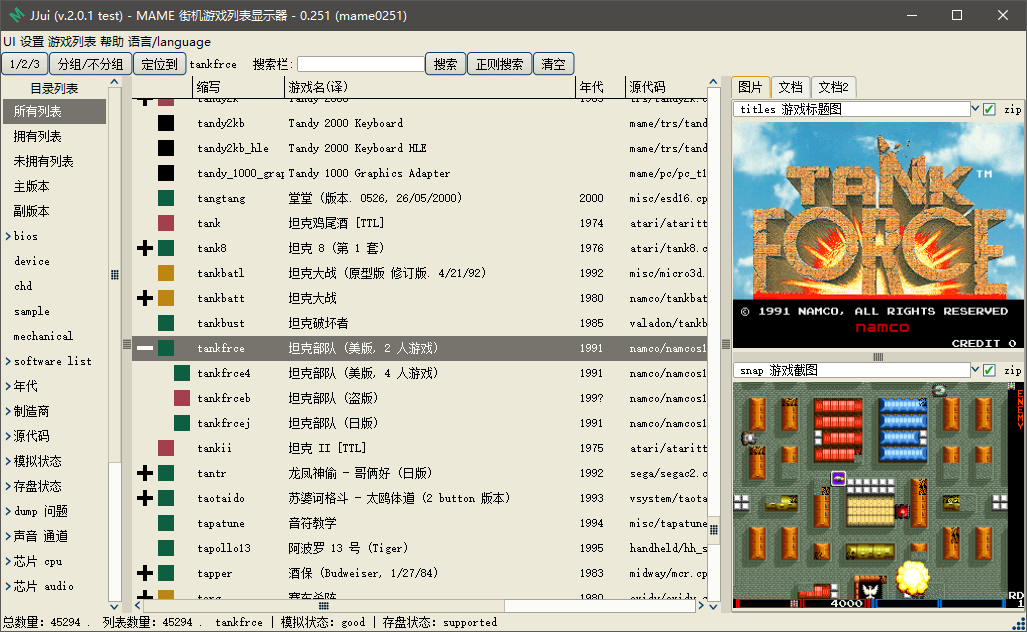 JJui (v.2.0.1 test) - MAME 街机游戏列表显示器 - 0.251 (mame0251)
UI 设置 游戏列表 帮助 语言/language
1/2/3 分组/不分组 定位到 tankfrce 搜索栏: 搜索 正则搜索 清空
目录列表
所有列表
拥有列表
未拥有列表
主版本
副版本
bios
device
chd
sample
mechanical
software list
年代
制造商
源代码
模拟状态
存盘状态
dump 问题
声音 通道
芯片 cpu
芯片 audio
缩写 游戏名(译) 年代 源代码
tandy2k Tandy 2000 1983 trs/tandy2k.c
tandy2kb Tandy 2000 Keyboard mame/trs/tand
tandy2kb_hle Tandy 2000 Keyboard HLE mame/trs/tand
tandy_1000_grap Tandy 1000 Graphics Adapter mame/pc/pc_t1
tangtang 堂堂 (版本. 0526, 26/05/2000) 2000 misc/esd16.cp
tank 坦克鸡尾酒 [TTL] 1974 atari/ataritt
tank8 坦克 8 (第 1 套) 1976 atari/tank8.c
tankbatl 坦克大战 (原型版 修订版. 4/21/92) 1992 misc/micro3d.
tankbatt 坦克大战 1980 namco/tankbat
tankbust 坦克破坏者 1985 valadon/tankb
tankfrce 坦克部队 (美版, 2 人游戏) 1991 namco/namcos1
tankfrce4 坦克部队 (美版, 4 人游戏) 1991 namco/namcos1
tankfrceb 坦克部队 (盗版) 199? namco/namcos1
tankfrcej 坦克部队 (日版) 1991 namco/namcos1
tankii 坦克 II [TTL] 1975 atari/ataritt
tantr 龙凤神偷 - 哥俩好 (日版) 1992 sega/segac2.c
taotaido 苏婆诃格斗 - 太鸥体道 (2 button 版本) 1993 vsystem/taota
tapatune 音符教学 1994 misc/tapatune
tapollo13 阿波罗 13 号 (Tiger) 1995 handheld/hh_s
tapper 酒保 (Budweiser, 1/27/84) 1983 midway/mcr.cp
targ 1980 exidy/exidy.c
图片 文档 文档2
titles 游戏标题图 zip
TANK FORCE TM
© 1991 NAMCO, ALL RIGHTS RESERVED
namco
CREDIT 0
snap 游戏截图 zip
ENEMY
RD
4000 1
总数量: 45294 . 列表数量: 45294 . tankfrce | 模拟状态: good | 存盘状态: supported